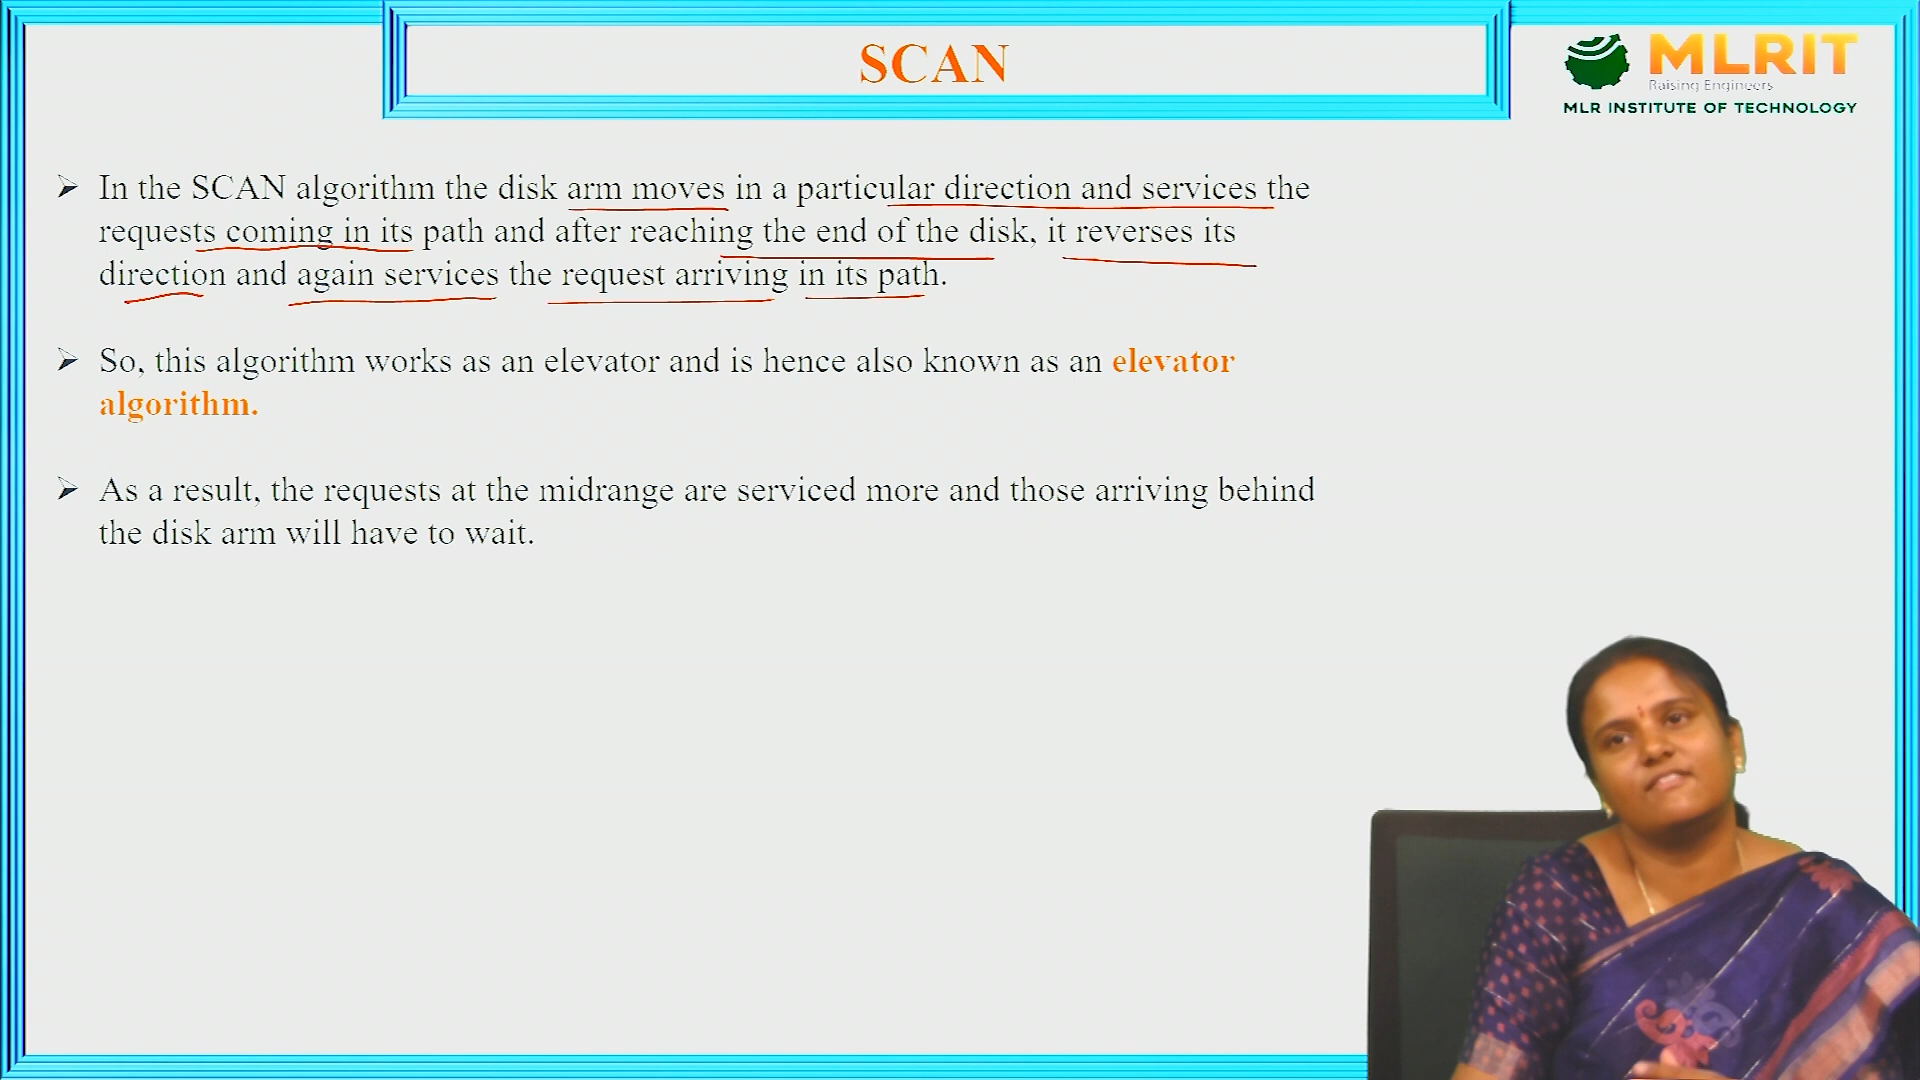 SCAN
MLRIT
Raising Engineers
MLR INSTITUTE OF TECHNOLOGY
➢ In the SCAN algorithm the disk arm moves in a particular direction and services the
requests coming in its path and after reaching the end of the disk, it reverses its
direction and again services the request arriving in its path.
➢ So, this algorithm works as an elevator and is hence also known as an elevator
algorithm.
➢ As a result, the requests at the midrange are serviced more and those arriving behind
the disk arm will have to wait.